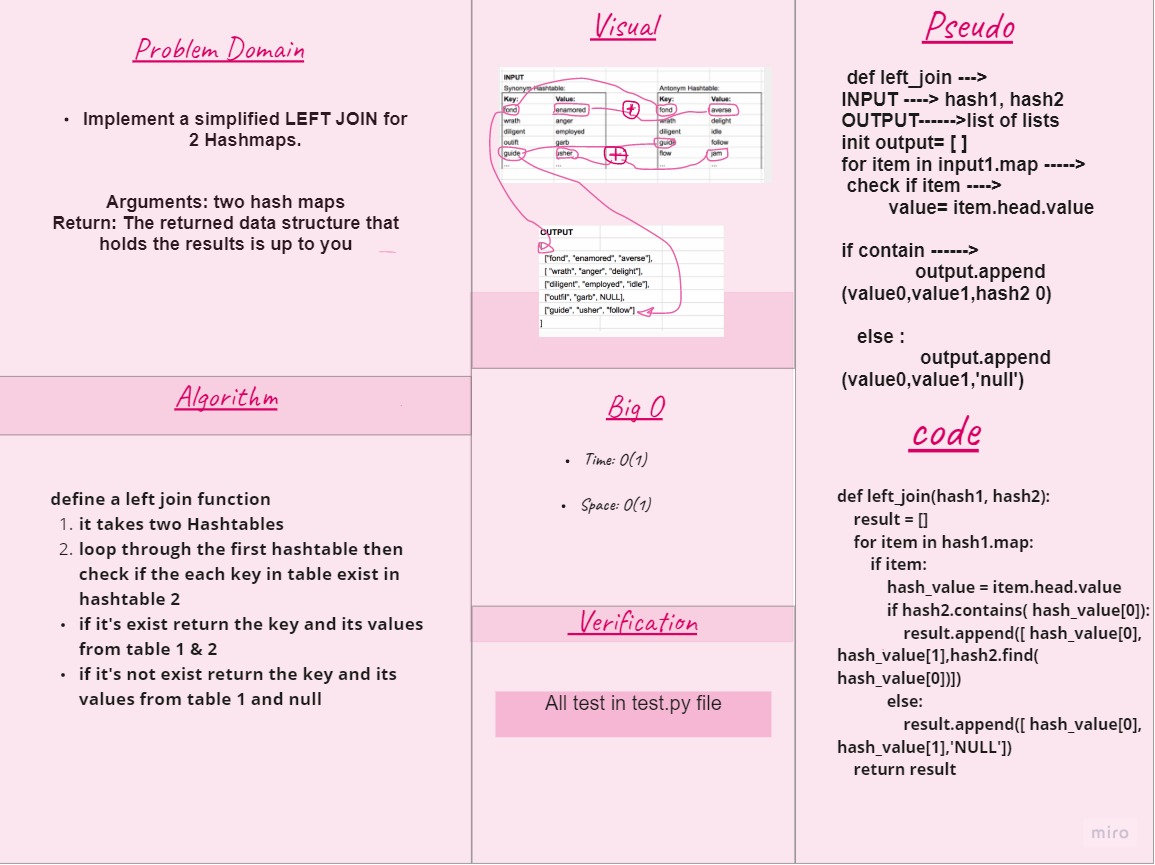 Problem Domain
• Implement a simplified LEFT JOIN for
2 Hashmaps.
Arguments: two hash maps
Return: The returned data structure that
holds the results is up to you
Algorithm
define a left join function
1. it takes two Hashtables
2. loop through the first hashtable then
check if the each key in table exist in
hashtable 2
• if it's exist return the key and its values
from table 1 & 2
• if it's not exist return the key and its
values from table 1 and null
Visual
INPUT
Synonym Hashtable: Antonym Hashtable:
Key: Value: Key: Value:
fond enamored + fond averse
wrath anger wrath delight
diligent employed diligent idle
outift garb guide follow
guide usher + flow jam
... ... ... ...
OUTPUT
[
["fond", "enamored", "averse"],
[ "wrath", "anger", "delight"],
["diligent", "employed", "idle"],
["outfit", "garb", NULL],
["guide", "usher", "follow"]
]
Big O
• Time: O(1)
• Space: O(1)
Verification
All test in test.py file
Pseudo
def left_join --->
INPUT ----> hash1, hash2
OUTPUT------>list of lists
init output= [ ]
for item in input1.map ----->
check if item ---->
value= item.head.value
if contain ------>
output.append
(value0,value1,hash2 0)
else :
output.append
(value0,value1,'null')
code
def left_join(hash1, hash2):
result = []
for item in hash1.map:
if item:
hash_value = item.head.value
if hash2.contains( hash_value[0]):
result.append([ hash_value[0],
hash_value[1],hash2.find(
hash_value[0])])
else:
result.append([ hash_value[0],
hash_value[1],'NULL'])
return result
miro